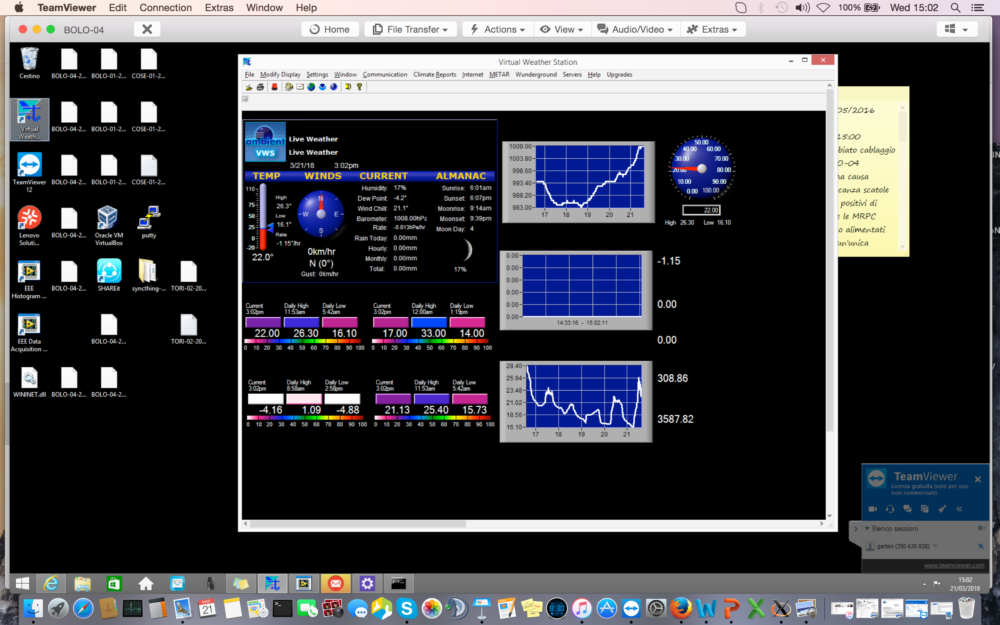 TeamViewer Edit Connection Extras Window Help 100% Wed 15:02
BOLO-04 Home File Transfer Actions View Audio/Video Extras
Cestino BOLO-04-2... BOLO-01-2... COSE-01-2...
Virtual Weath... BOLO-04-2... BOLO-01-2... COSE-01-2...
TeamViewer 12 BOLO-04-2... BOLO-01-2... COSE-01-2...
Lenovo Soluti... BOLO-04-2... Oracle VM VirtualBox putty
EEE Histogram ... BOLO-04-2... SHAREit syncthing-... TORI-02-20...
EEE Data Acquisition ... BOLO-04-2... TORI-02-20...
WININET.dll BOLO-04-2... BOLO-04-2...
Virtual Weather Station
File Modify Display Settings Window Communication Climate Reports Internet METAR Wunderground Servers Help Upgrades
ambient
VWS
Live Weather
Live Weather
3/21/18 3:02pm
TEMP WINDS CURRENT ALMANAC
110
75
50
25
0
-20
22.0°
High
26.3°
Low
16.1°
Rate
-1.15°/hr
N
W E
S
0km/hr
N (0°)
Gust: 0km/hr
Humidity: 17%
Dew Point: -4.2°
Wind Chill: 21.1°
Barometer: 1008.00hPa
Rate: -0.813hPa/hr
Rain Today: 0.00mm
Hourly: 0.00mm
Monthly: 0.00mm
Total: 0.00mm
Sunrise: 6:01am
Sunset: 6:07pm
Moonrise: 9:14am
Moonset: 9:39pm
Moon Day: 4
17%
1009.00
1003.80
998.60
993.40
988.20
983.00
17 18 19 20 21
50.00
40.00 60.00
30.00 70.00
20.00 80.00
10.00 90.00
0.00 100.00
22.00
High 26.30 Low 16.10
0.00
0.00
0.00
0.00
0.00
0.00
14:33:16 - 15:02:11
-1.15
0.00
0.00
308.86
3587.82
Current Daily High Daily Low
3:02pm 11:53am 5:42am
22.00 26.30 16.10
0 10 20 30 40 50 60 70 80 90 100
Current Daily High Daily Low
3:02pm 12:00am 1:19pm
17.00 33.00 14.00
0 10 20 30 40 50 60 70 80 90 100
Current Daily High Daily Low
3:02pm 8:58am 2:58pm
-4.16 1.09 -4.88
0 10 20 30 40 50 60 70 80 90 100
Current Daily High Daily Low
3:02pm 11:53am 5:42am
21.13 25.40 15.73
0 10 20 30 40 50 60 70 80 90 100
28.40
25.94
23.48
21.02
18.56
16.10
17 18 19 20 21
05/2016
15:00
biato cablaggio
O-04
na causa
canza scatole
positivi di
e le MRPC
o alimentati
un'unica
TeamViewer
Licenza gratuita (solo per uso
non commerciale)
Elenco sessioni
garbini (350 630 828)
www.teamviewer.com
15:02
21/03/2018
MAR
21
PAGES
8:30